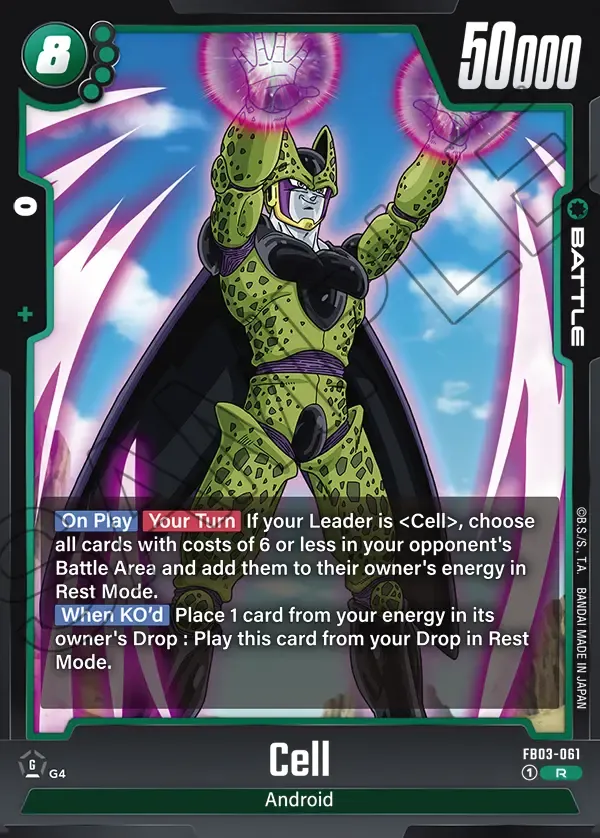 8
50000
0
+
BATTLE
SAMPLE
On Play Your Turn If your Leader is <Cell>, choose
all cards with costs of 6 or less in your opponent's
Battle Area and add them to their owner's energy in
Rest Mode.
When KO'd Place 1 card from your energy in its
owner's Drop : Play this card from your Drop in Rest
Mode.
©B.S./S., T.A. BANDAI MADE IN JAPAN
G G4
Cell
FB03-061
1 R
Android